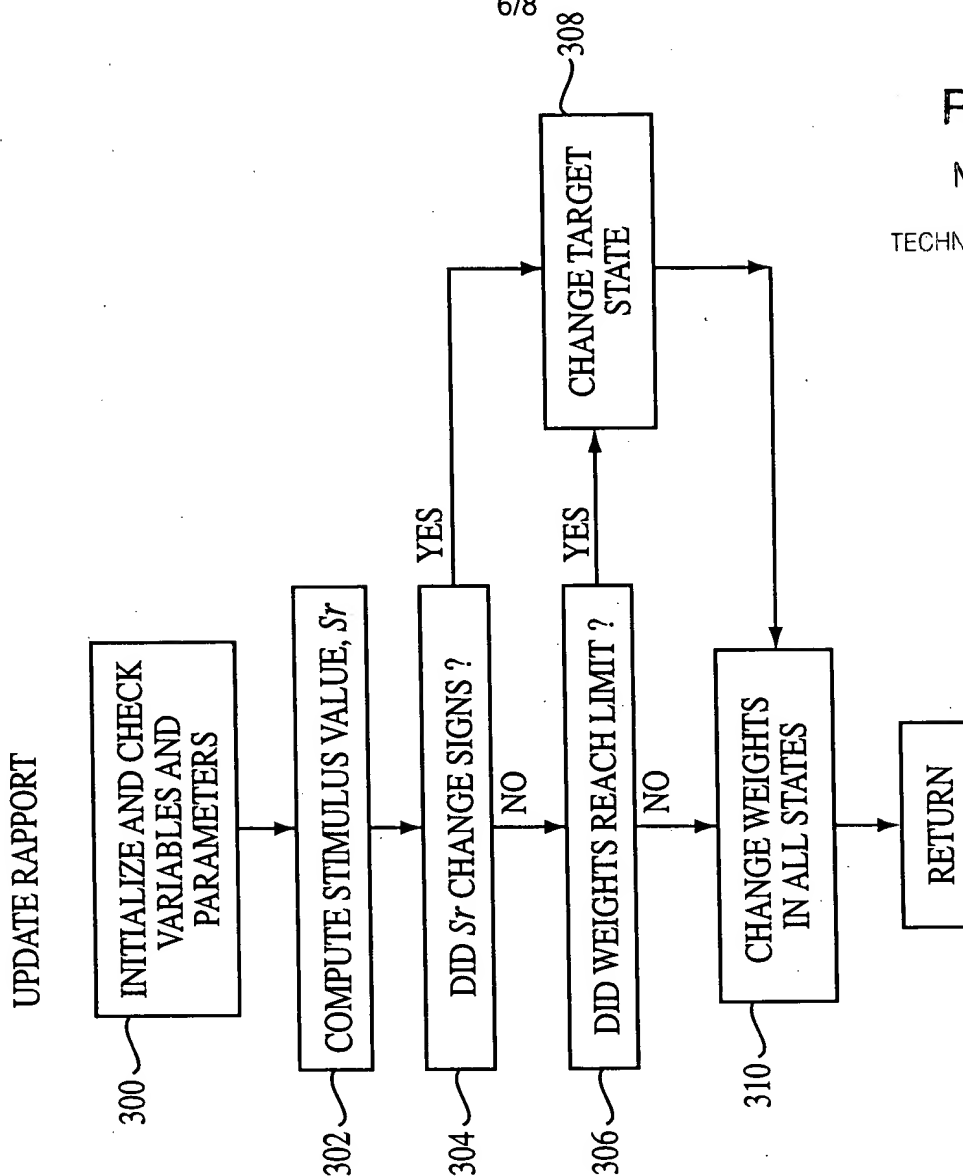 6/8
UPDATE RAPPORT
300
INITIALIZE AND CHECK
VARIABLES AND
PARAMETERS
302
COMPUTE STIMULUS VALUE, Sr
304
DID Sr CHANGE SIGNS ?
YES
NO
306
DID WEIGHTS REACH LIMIT ?
YES
NO
308
CHANGE TARGET
STATE
310
CHANGE WEIGHTS
IN ALL STATES
RETURN
TECHN